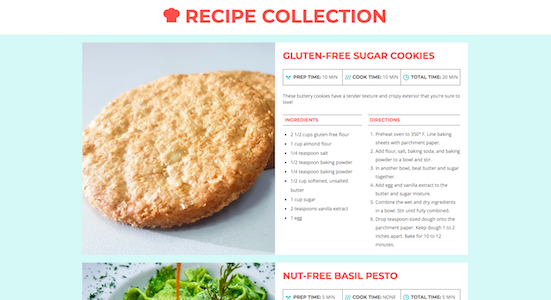 RECIPE COLLECTION
GLUTEN-FREE SUGAR COOKIES
PREP TIME: 10 MIN
COOK TIME: 10 MIN
TOTAL TIME: 20 MIN
These buttery cookies have a tender texture and crispy exterior that you're sure to
love!
INGREDIENTS
• 2 1/2 cups gluten-free flour
• 1 cup almond flour
• 1/4 teaspoon salt
• 1/2 teaspoon baking powder
• 1/4 teaspoon baking powder
• 1/2 cup softened, unsalted
butter
• 1 cup sugar
• 2 teaspoons vanilla extract
• 1 egg
DIRECTIONS
1. Preheat oven to 350° F. Line baking
sheets with parchment paper.
2. Add flour, salt, baking soda, and baking
powder to a bowl and stir.
3. In another bowl, beat butter and sugar
together.
4. Add egg and vanilla extract to the
butter and sugar mixture.
5. Combine the wet and dry ingredients
in a bowl. Stir until fully combined.
6. Drop teaspoon-sized dough onto the
parchment paper. Keep dough 1 to 2
inches apart. Bake for 10 to 12
minutes.
NUT-FREE BASIL PESTO
PREP TIME: 5 MIN
COOK TIME: NONE
TOTAL TIME: 5 MIN